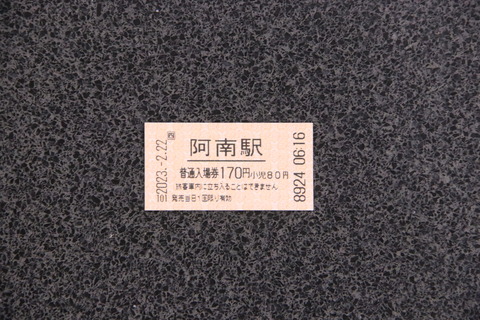 阿南駅
普通入場券170円小児80円
旅客車内に立ち入ることはできません
発売当日1回限り有効
2023.-2.22
101
8924 0616